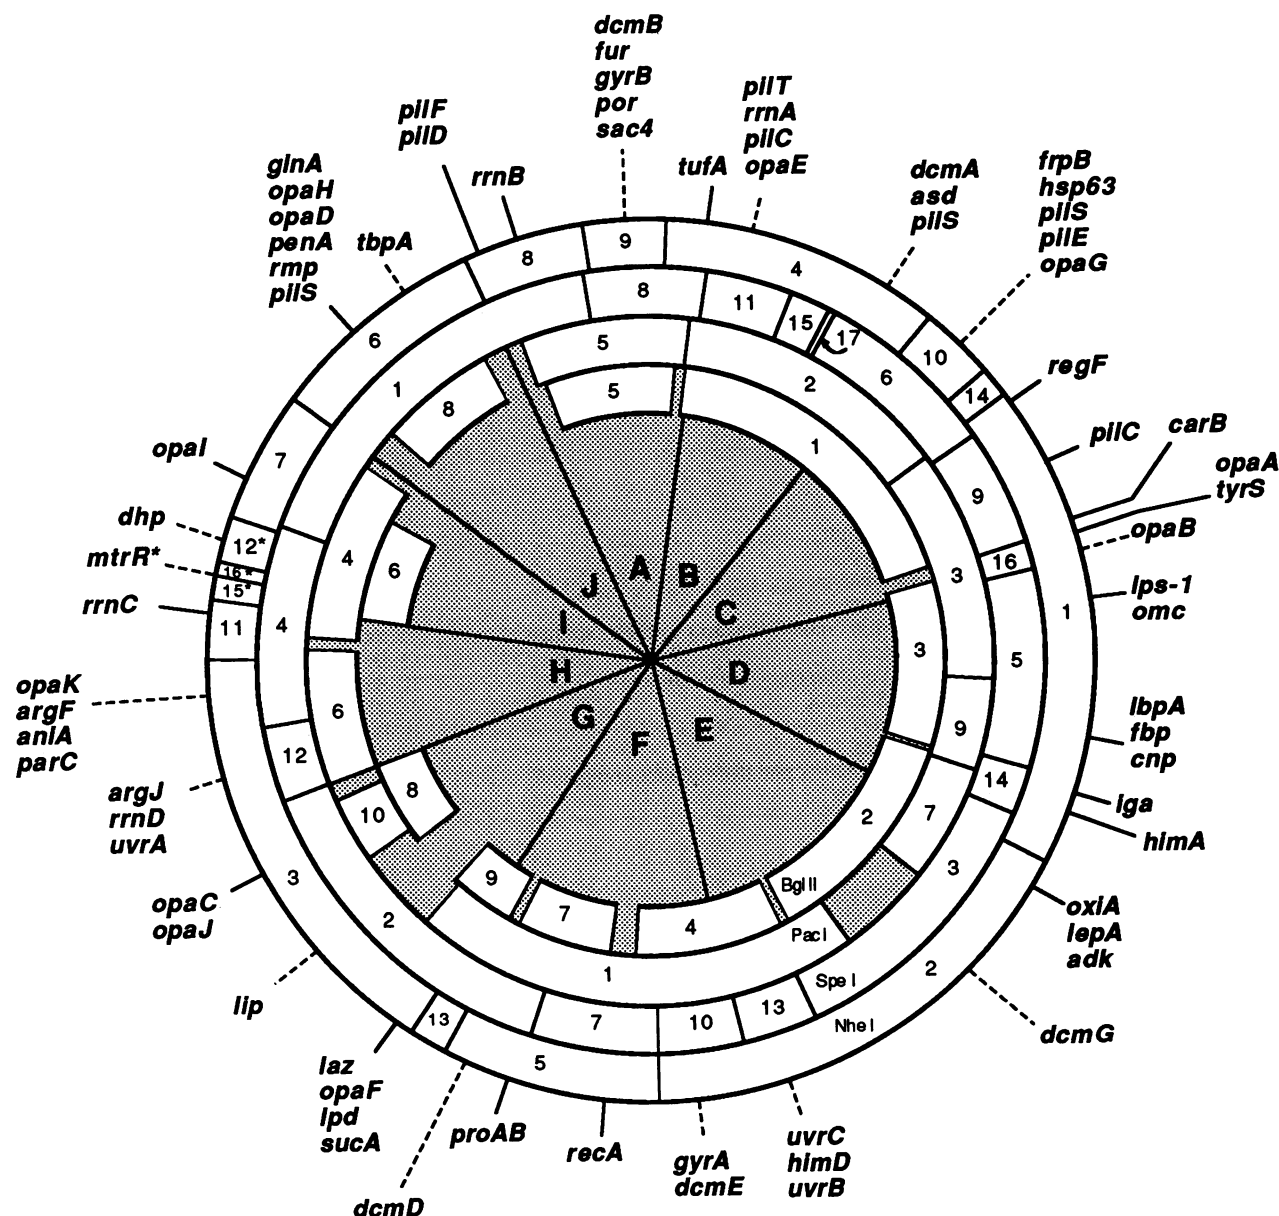 dcmB
fur
gyrB
por
sac4
pilT
rrnA
pilC
opaE
pilF
pilD
glnA
opaH
opaD
penA
rmp
pilS
tbpA
rrnB
tufA
dcmA
asd
pilS
frpB
hsp63
pilS
pilE
opaG
regF
pilC
carB
opaA
tyrS
opaB
lps-1
omc
lbpA
fbp
cnp
iga
himA
oxiA
lepA
adk
dcmG
uvrC
himD
uvrB
gyrA
dcmE
recA
proAB
dcmD
laz
opaF
lpd
sucA
lip
opaC
opaJ
argJ
rrnD
uvrA
opaK
argF
aniA
parC
rrnC
mtrR*
dhp
opaI
9
4
10
14
1
2
5
13
3
11
15*
16*
12*
7
6
8
8
11
15
17
6
9
16
5
14
3
13
10
7
2
12
4
1
5
2
3
9
7
1
10
6
4
8
5
1
3
2
4
7
9
8
6
A
B
C
D
E
F
G
H
I
J
BglII
PacI
SpeI
NheI